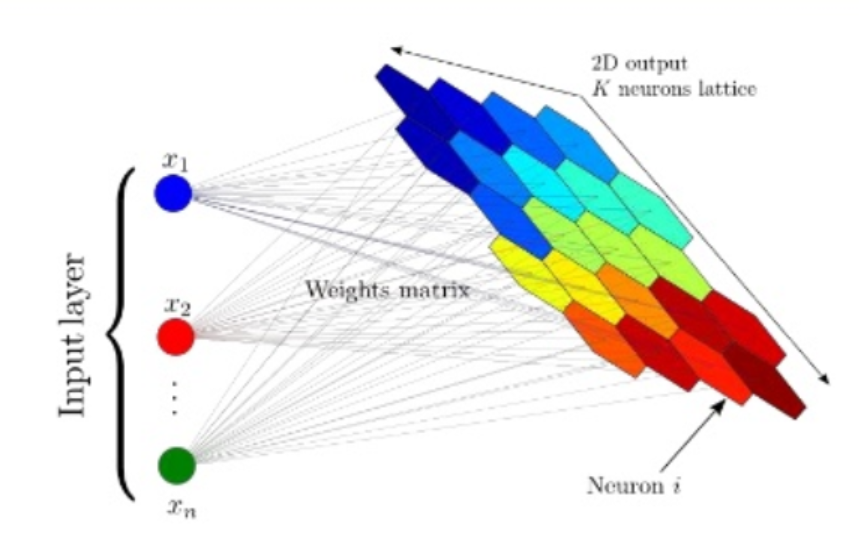 2D output
K neurons lattice
x₁
Input layer
x₂
Weights matrix
⋮
xₙ
Neuron i